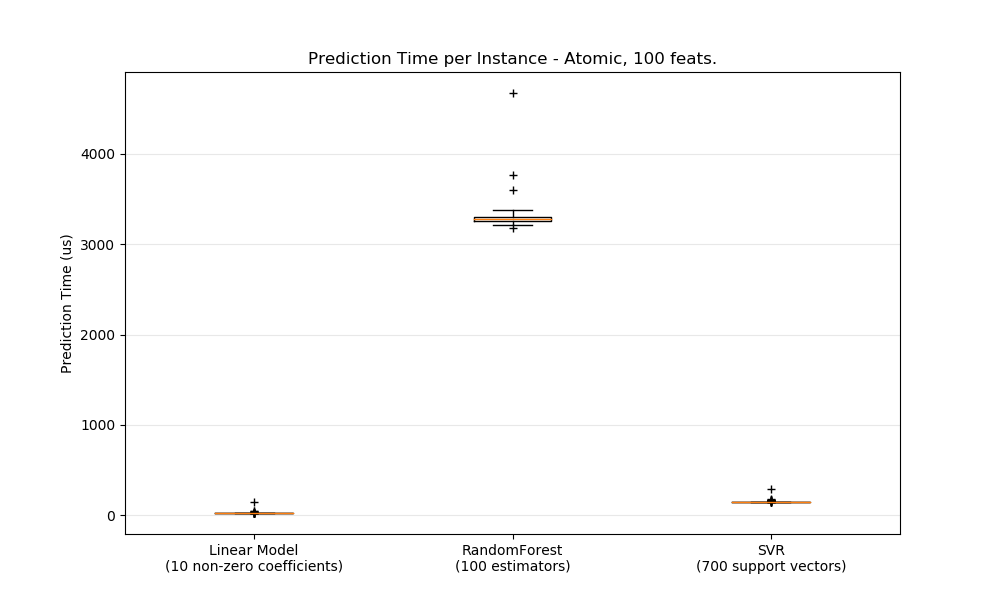 Prediction Time per Instance - Atomic, 100 feats.
Prediction Time (us)
4000
3000
2000
1000
0
Linear Model
(10 non-zero coefficients)
RandomForest
(100 estimators)
SVR
(700 support vectors)